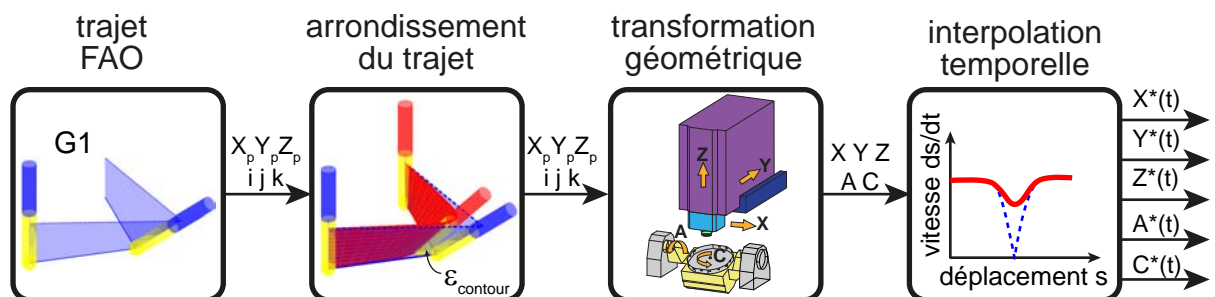 trajet
FAO
arrondissement
du trajet
transformation
géométrique
interpolation
temporelle
G1
XpYpZp
i j k
εcontour
XpYpZp
i j k
Z
Y
X
A
C
X Y Z
A C
vitesse ds/dt
déplacement s
X*(t)
Y*(t)
Z*(t)
A*(t)
C*(t)